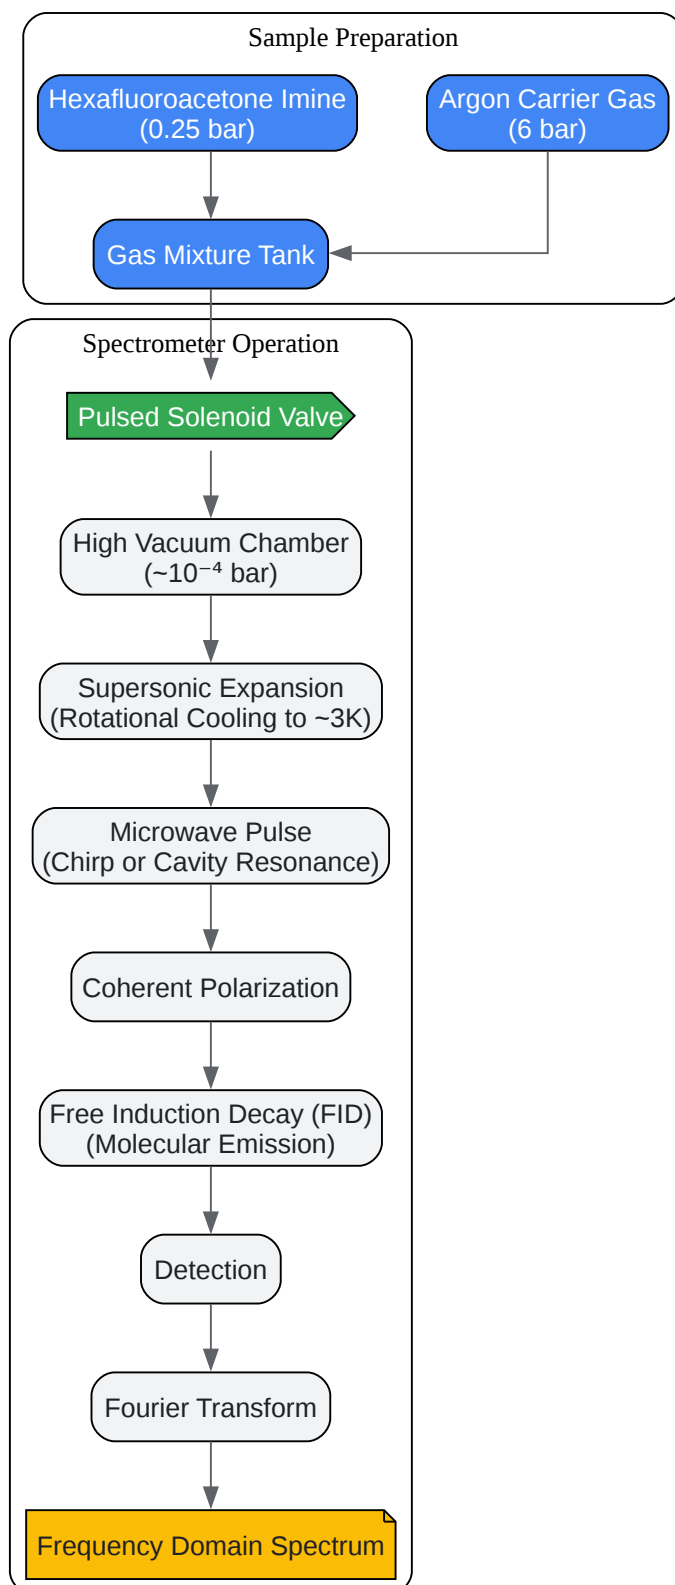 Sample Preparation
Hexafluoroacetone Imine
(0.25 bar)
Argon Carrier Gas
(6 bar)
Gas Mixture Tank
Spectrometer Operation
Pulsed Solenoid Valve
High Vacuum Chamber
(~10⁻⁴ bar)
Supersonic Expansion
(Rotational Cooling to ~3K)
Microwave Pulse
(Chirp or Cavity Resonance)
Coherent Polarization
Free Induction Decay (FID)
(Molecular Emission)
Detection
Fourier Transform
Frequency Domain Spectrum